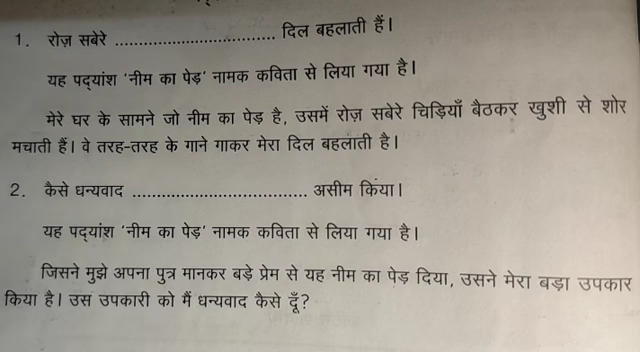 1. रोज़ सबेरे .................................. दिल बहलाती हैं।
यह पद्‌यांश 'नीम का पेड़' नामक कविता से लिया गया है।
मेरे घर के सामने जो नीम का पेड़ है, उसमें रोज़ सबेरे चिड़ियाँ बैठकर खुशी से शोर
मचाती हैं। वे तरह-तरह के गाने गाकर मेरा दिल बहलाती है।
2. कैसे धन्यवाद .................................... असीम किया।
यह पद्‌यांश 'नीम का पेड़' नामक कविता से लिया गया है।
जिसने मुझे अपना पुत्र मानकर बड़े प्रेम से यह नीम का पेड़ दिया, उसने मेरा बड़ा उपकार
किया है। उस उपकारी को मैं धन्यवाद कैसे दूँ?